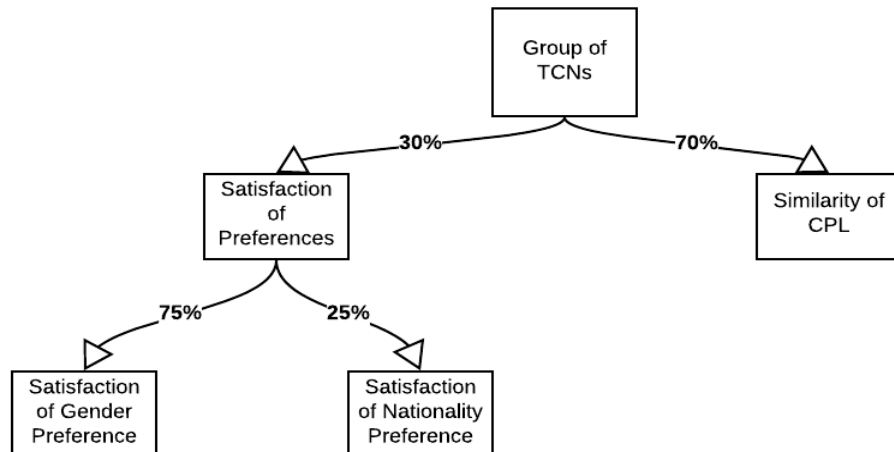 Group of
TCNs
30%
70%
Satisfaction
of
Preferences
Similarity of
CPL
75%
25%
Satisfaction
of Gender
Preference
Satisfaction
of Nationality
Preference